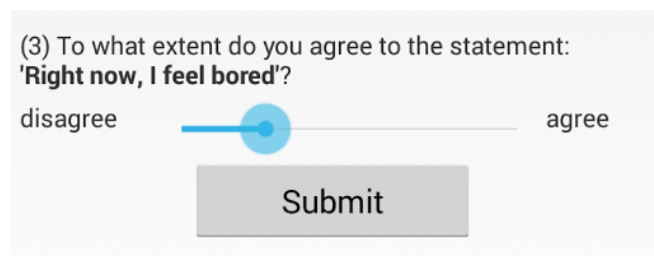 (3) To what extent do you agree to the statement:
'Right now, I feel bored'?
disagree agree
Submit